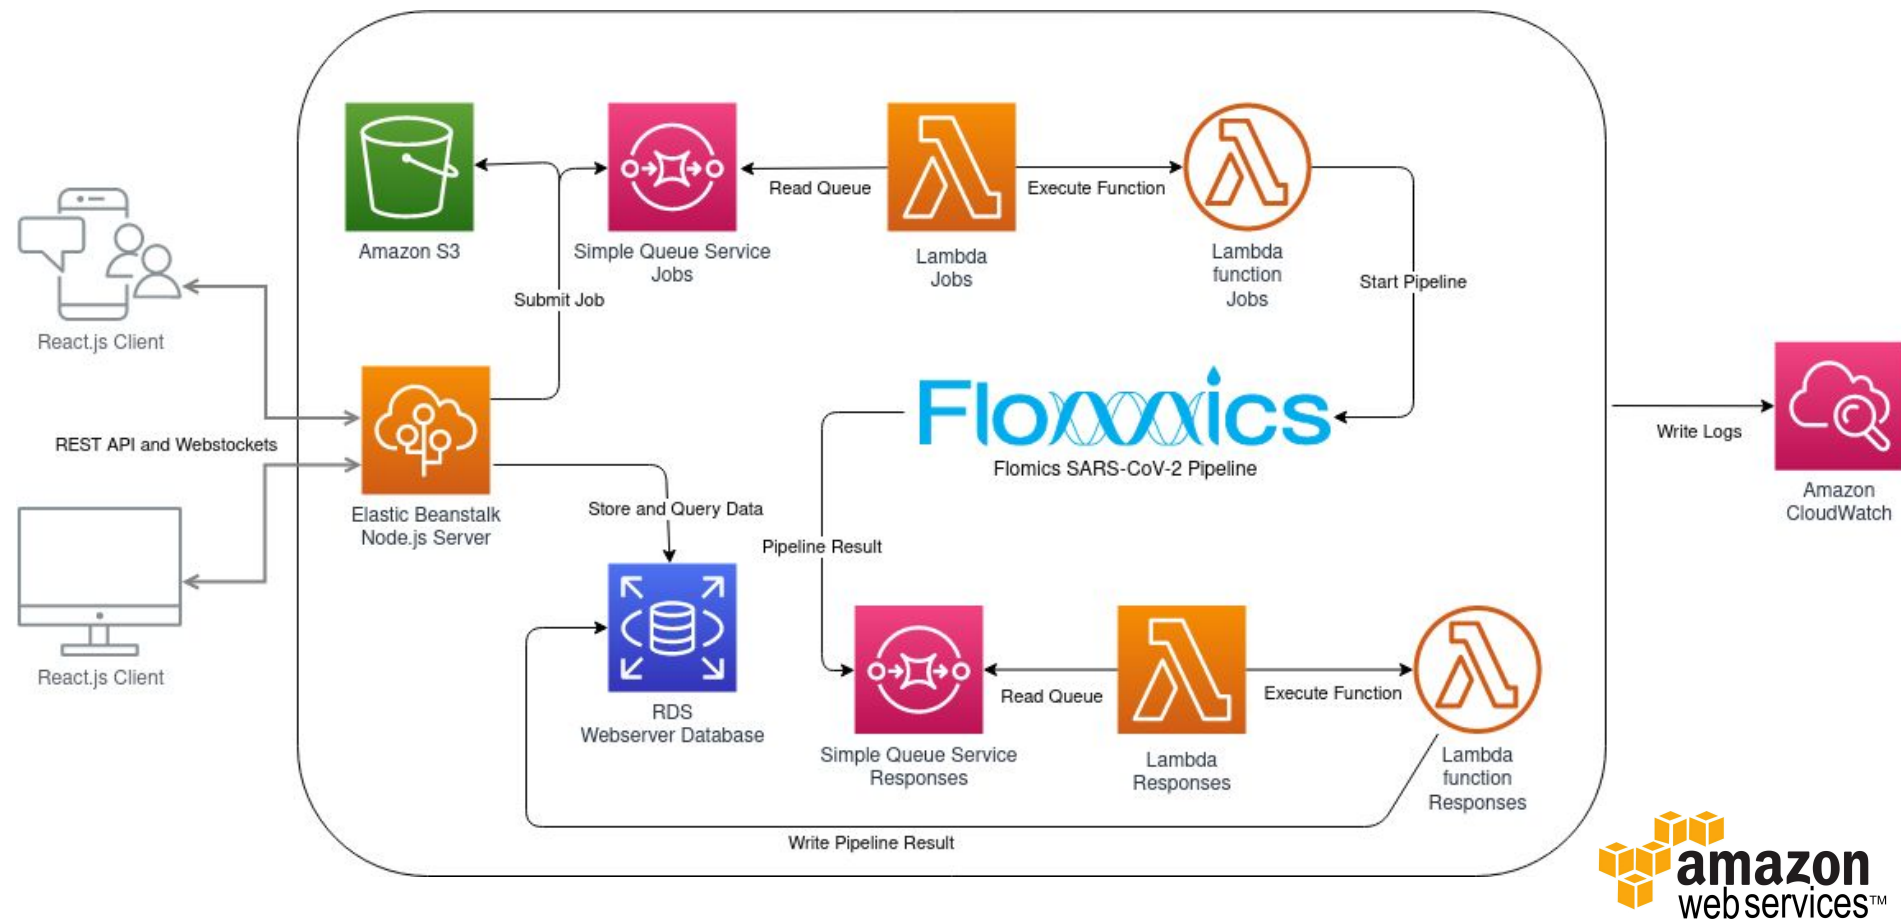 Amazon S3
Simple Queue Service
Jobs
Read Queue
Lambda
Jobs
Execute Function
Lambda
function
Jobs
Submit Job
Start Pipeline
React.js Client
REST API and Webstockets
Elastic Beanstalk
Node.js Server
Flomics
Flomics SARS-CoV-2 Pipeline
Write Logs
Amazon
CloudWatch
Store and Query Data
Pipeline Result
React.js Client
RDS
Webserver Database
Simple Queue Service
Responses
Read Queue
Lambda
Responses
Execute Function
Lambda
function
Responses
Write Pipeline Result
amazon
web services™